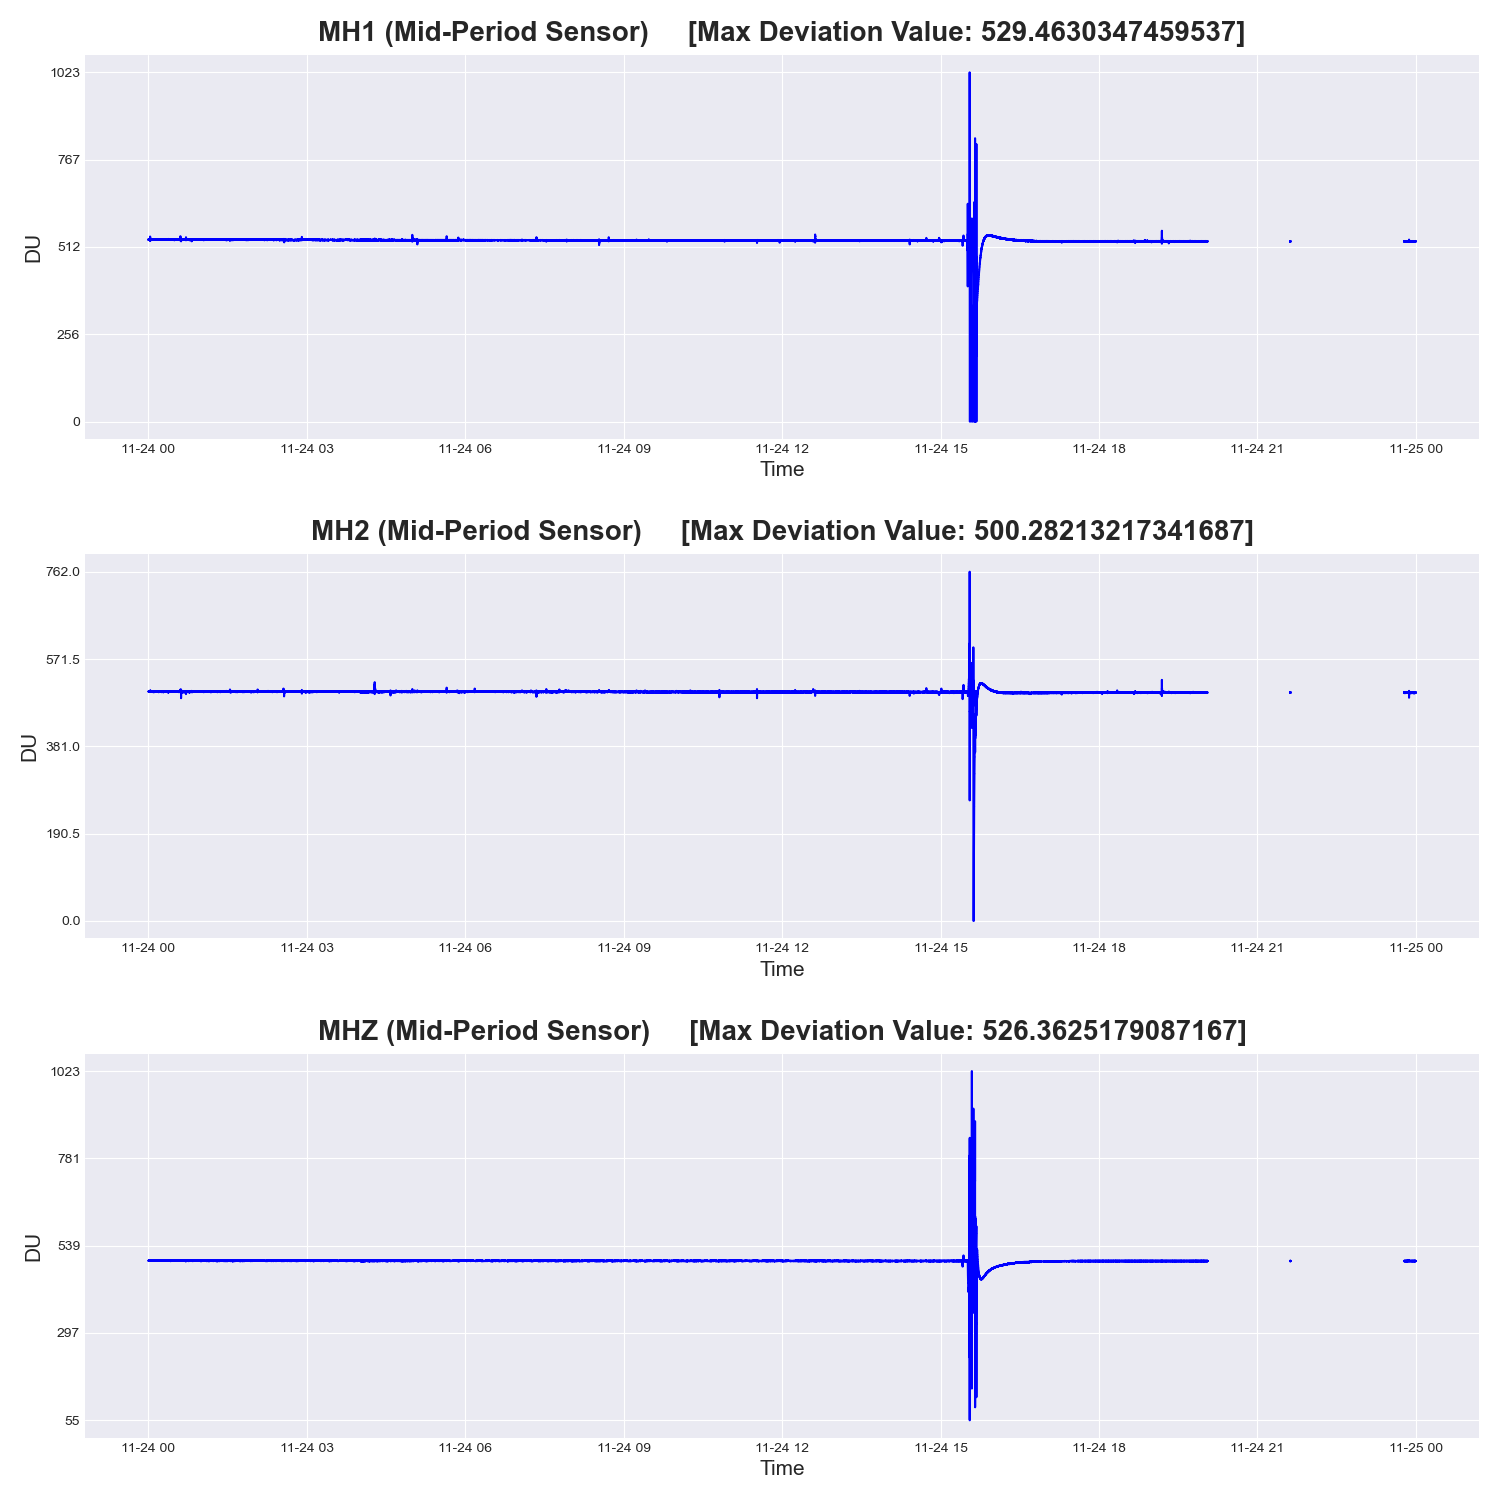 MH1 (Mid-Period Sensor) [Max Deviation Value: 529.4630347459537]
1023
767
512
256
0
DU
11-24 00 11-24 03 11-24 06 11-24 09 11-24 12 11-24 15 11-24 18 11-24 21 11-25 00
Time
MH2 (Mid-Period Sensor) [Max Deviation Value: 500.28213217341687]
762.0
571.5
381.0
190.5
0.0
DU
11-24 00 11-24 03 11-24 06 11-24 09 11-24 12 11-24 15 11-24 18 11-24 21 11-25 00
Time
MHZ (Mid-Period Sensor) [Max Deviation Value: 526.3625179087167]
1023
781
539
297
55
DU
11-24 00 11-24 03 11-24 06 11-24 09 11-24 12 11-24 15 11-24 18 11-24 21 11-25 00
Time